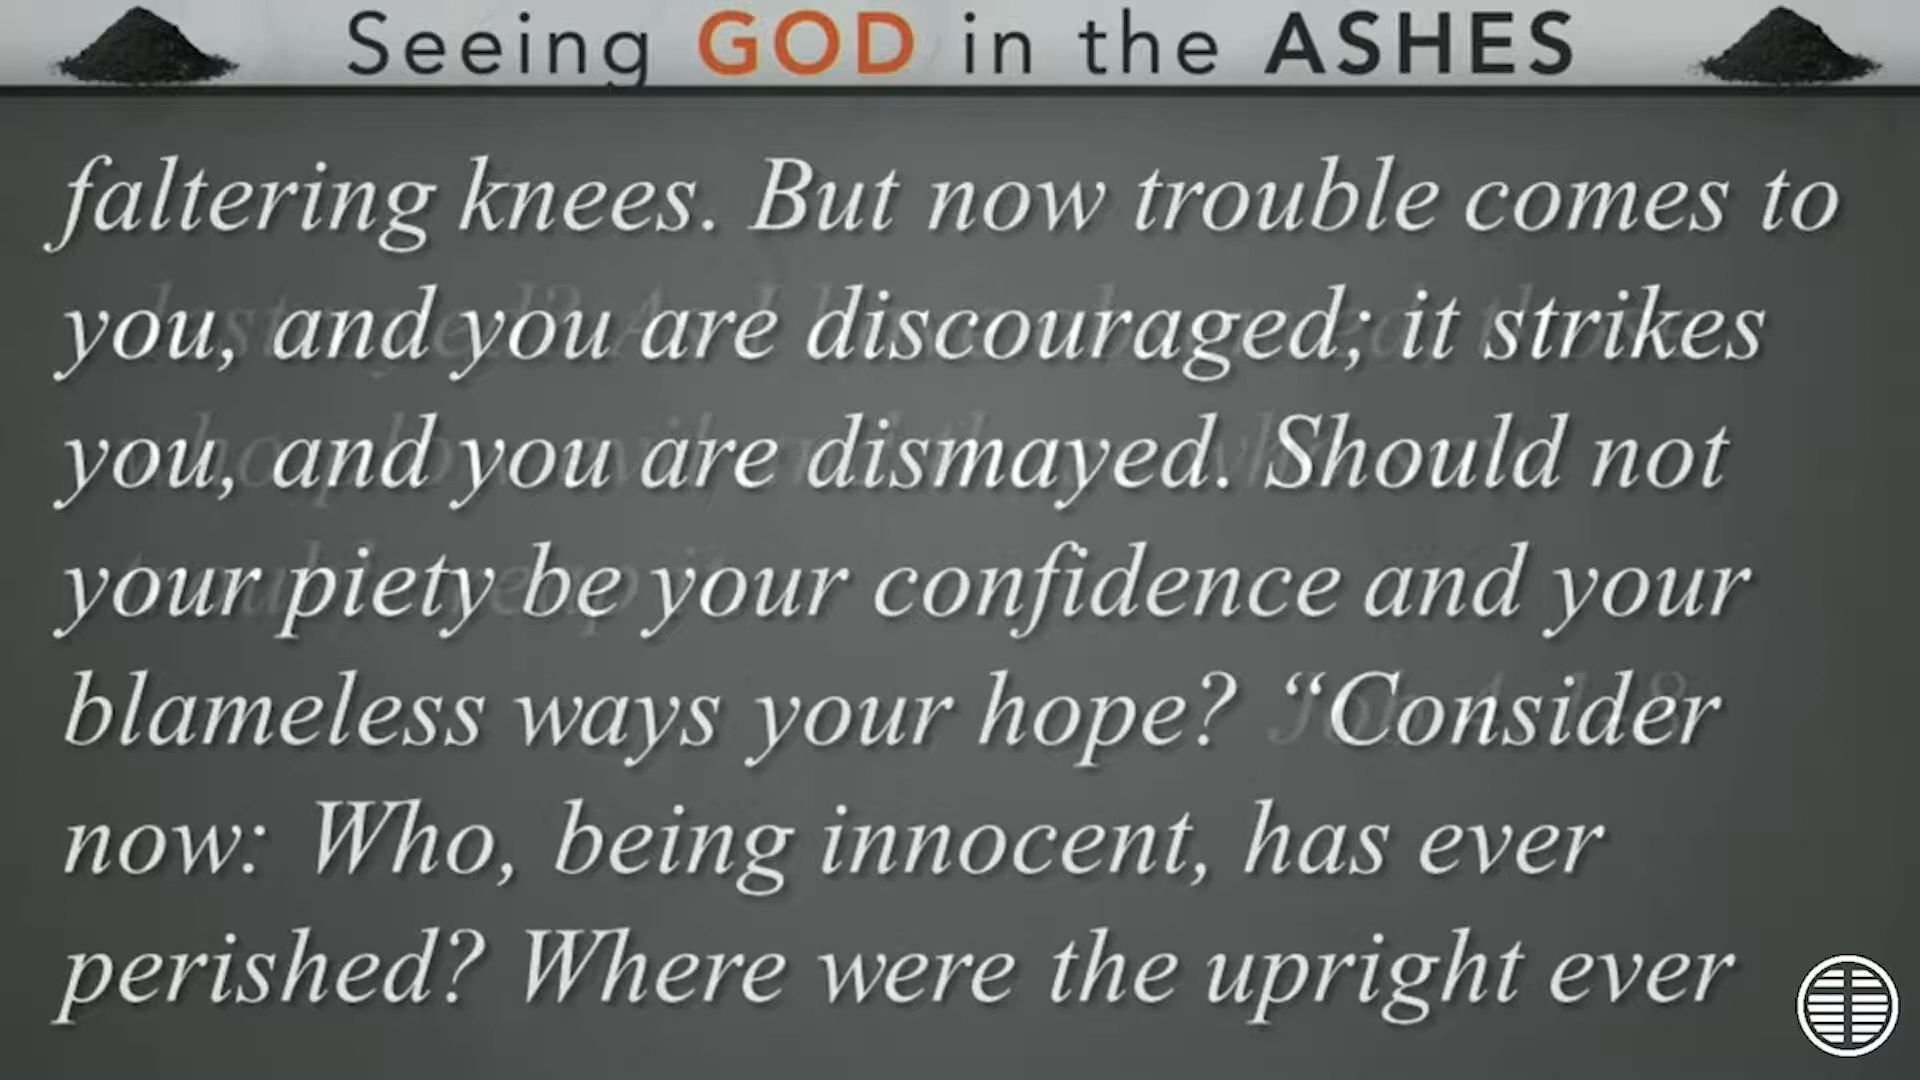 Seeing GOD in the ASHES
faltering knees. But now trouble comes to
you, and you are discouraged; it strikes
you, and you are dismayed. Should not
your piety be your confidence and your
blameless ways your hope? “Consider
now: Who, being innocent, has ever
perished? Where were the upright ever